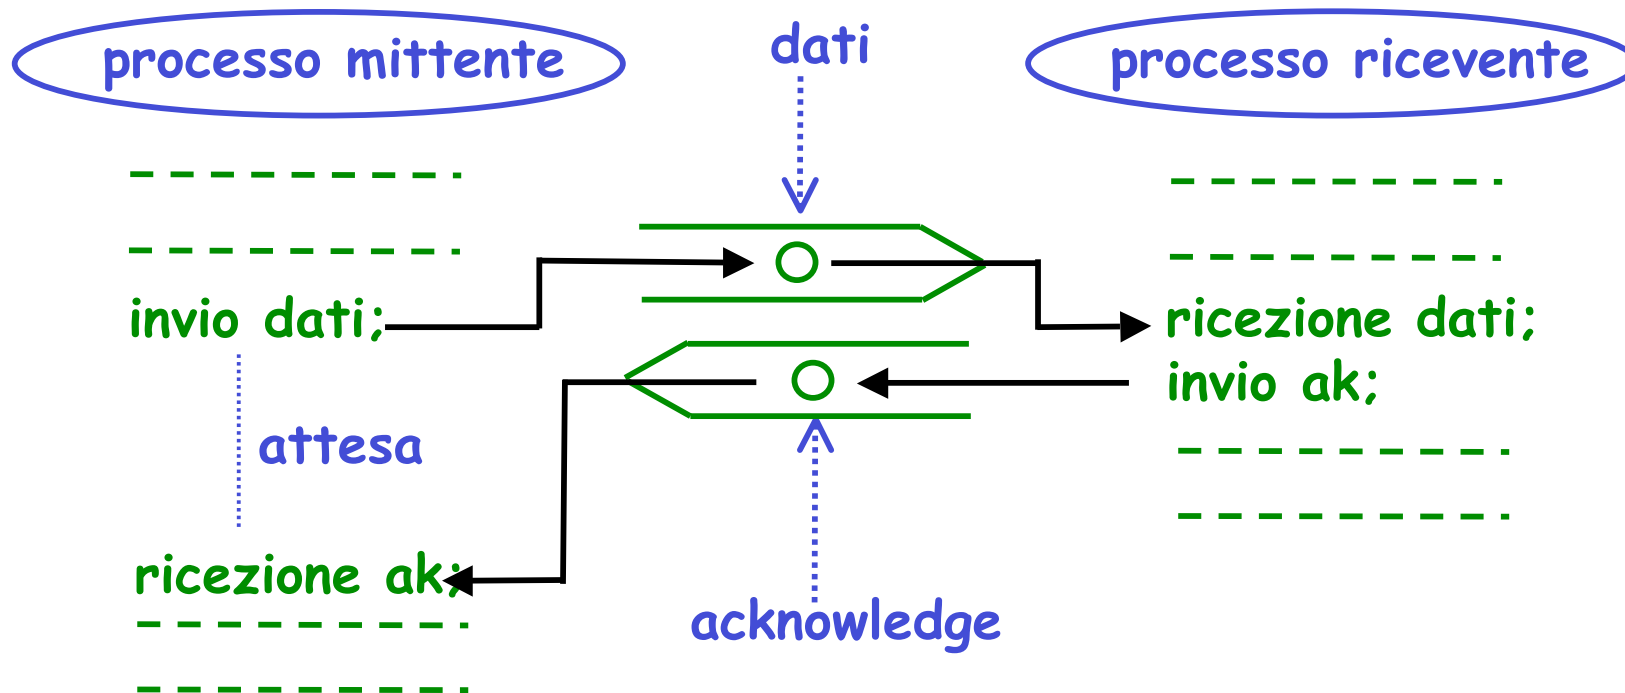 processo mittente
dati
processo ricevente
invio dati;
ricezione dati;
invio ak;
attesa
ricezione ak;
acknowledge